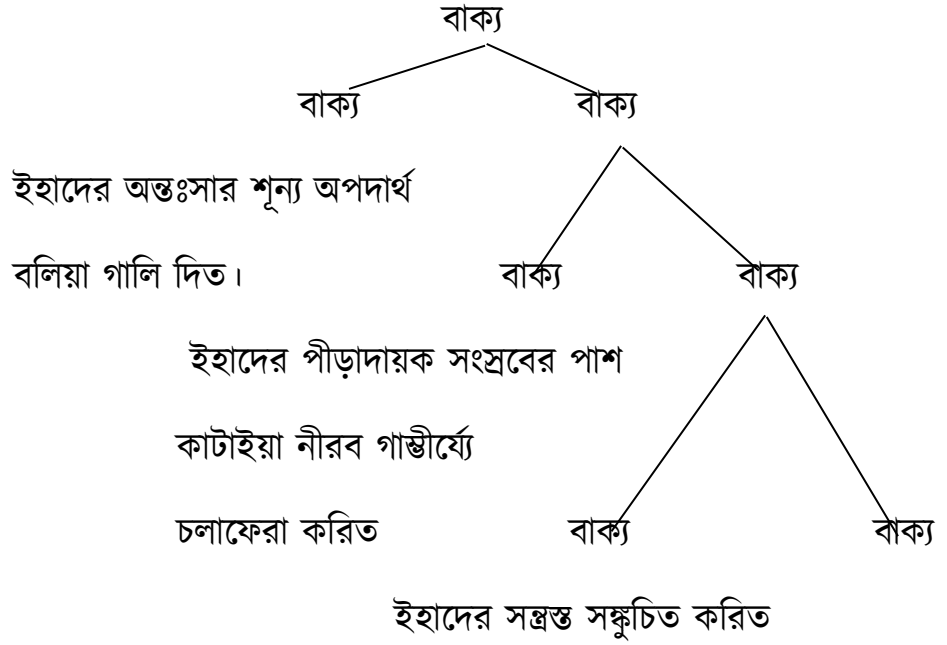 বাক্য
বাক্য বাক্য
ইহাদের অন্তঃসার শূন্য অপদার্থ
বলিয়া গালি দিত। বাক্য বাক্য
ইহাদের পীড়াদায়ক সংস্রবের পাশ
কাটাইয়া নীরব গাম্ভীর্য্যে
চলাফেরা করিত বাক্য বাক্য
ইহাদের সন্ত্রস্ত সঙ্কুচিত করিত